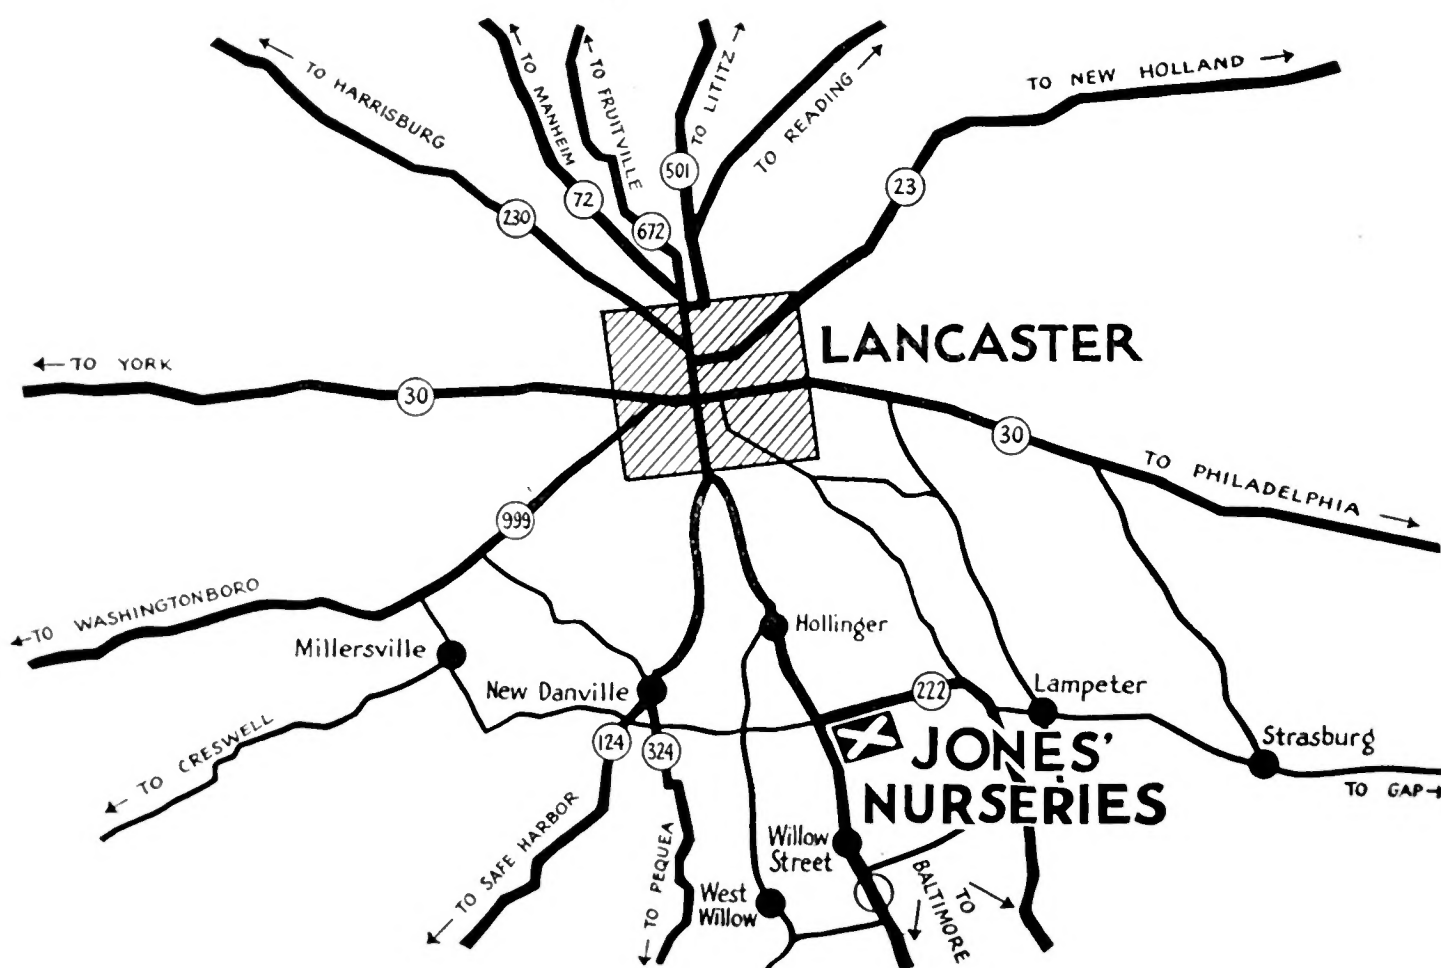 TO HARRISBURG
TO MANHEIM
TO FRUITVILLE
TO LITITZ
TO READING
TO NEW HOLLAND
501
72
23
230
672
LANCASTER
TO YORK
30
30
TO PHILADELPHIA
999
TO WASHINGTONBORO
Hollinger
Millersville
New Danville
222
Lampeter
TO CRESWELL
124
324
JONES'
NURSERIES
Strasburg
TO GAP
TO SAFE HARBOR
TO PEQUEA
Willow
Street
West
Willow
TO
BALTIMORE